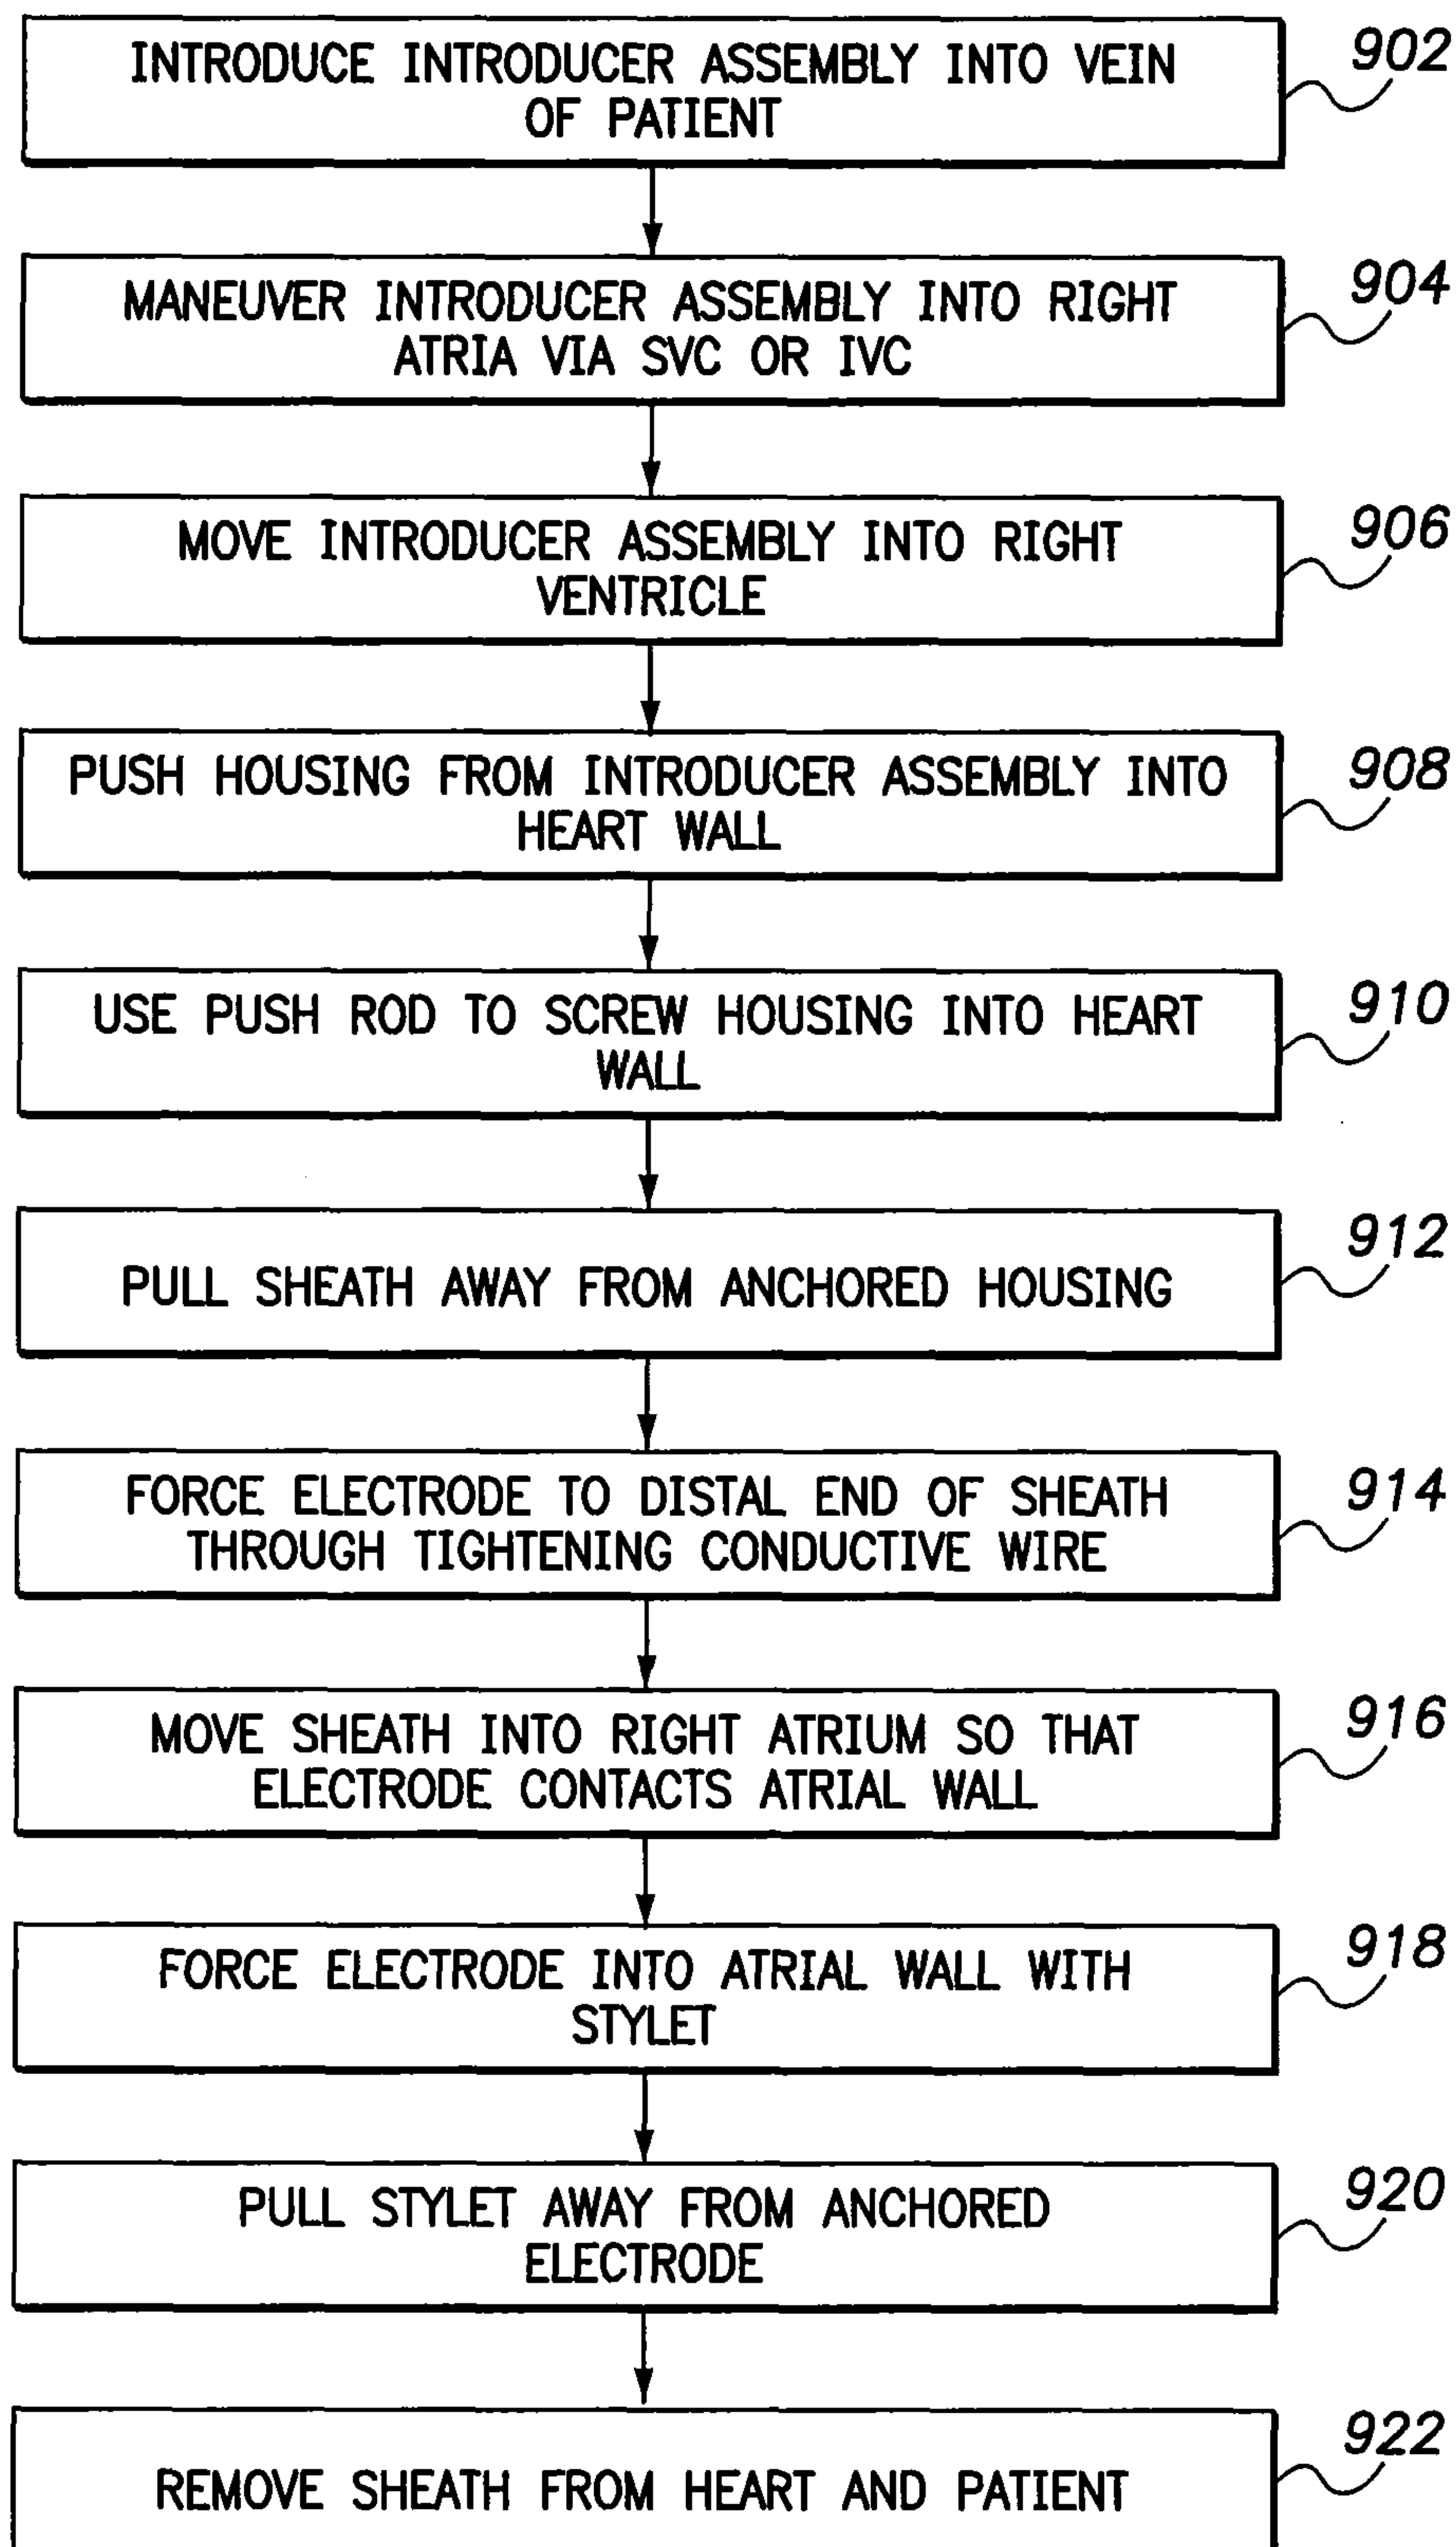 INTRODUCE INTRODUCER ASSEMBLY INTO VEIN
OF PATIENT
902
MANEUVER INTRODUCER ASSEMBLY INTO RIGHT
ATRIA VIA SVC OR IVC
904
MOVE INTRODUCER ASSEMBLY INTO RIGHT
VENTRICLE
906
PUSH HOUSING FROM INTRODUCER ASSEMBLY INTO
HEART WALL
908
USE PUSH ROD TO SCREW HOUSING INTO HEART
WALL
910
PULL SHEATH AWAY FROM ANCHORED HOUSING
912
FORCE ELECTRODE TO DISTAL END OF SHEATH
THROUGH TIGHTENING CONDUCTIVE WIRE
914
MOVE SHEATH INTO RIGHT ATRIUM SO THAT
ELECTRODE CONTACTS ATRIAL WALL
916
FORCE ELECTRODE INTO ATRIAL WALL WITH
STYLET
918
PULL STYLET AWAY FROM ANCHORED
ELECTRODE
920
REMOVE SHEATH FROM HEART AND PATIENT
922